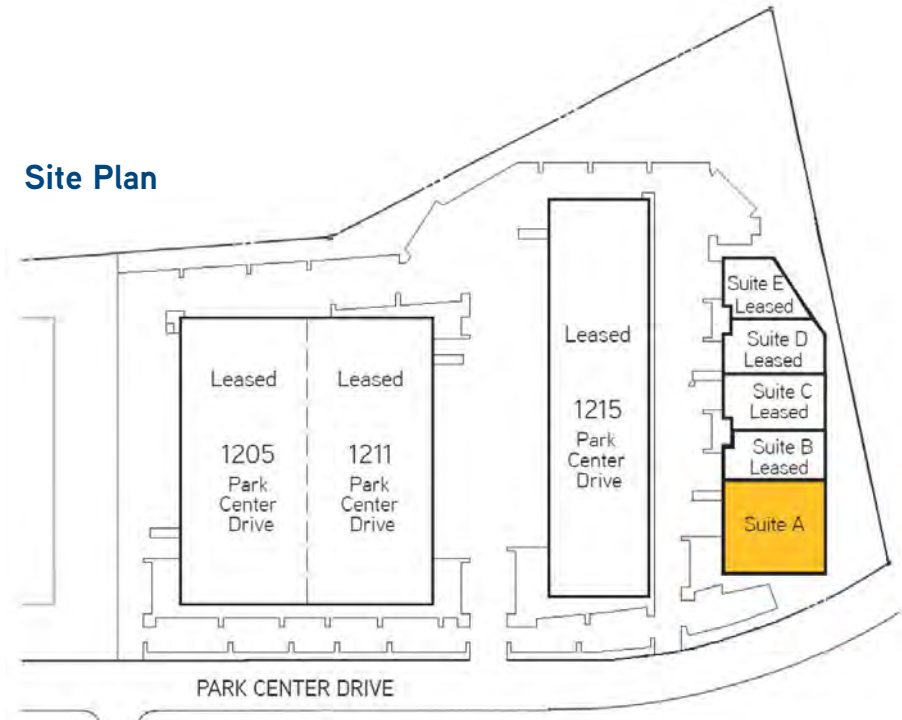 Site Plan
Leased
1205
Park
Center
Drive
Leased
1211
Park
Center
Drive
Leased
1215
Park
Center
Drive
Suite E
Leased
Suite D
Leased
Suite C
Leased
Suite B
Leased
Suite A
PARK CENTER DRIVE